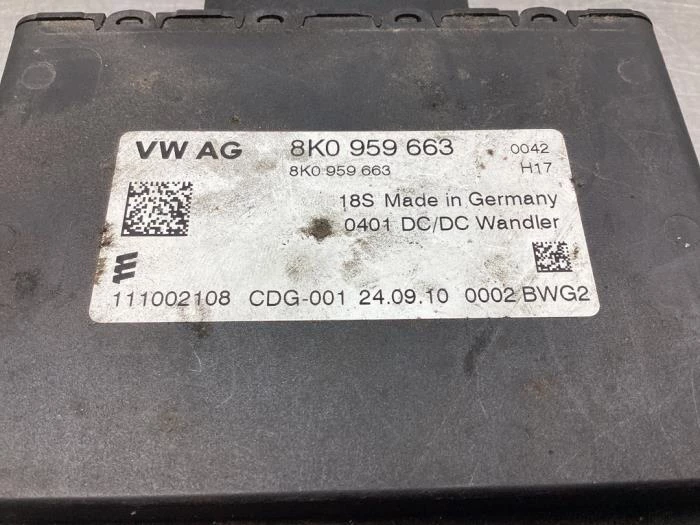 VW AG 8K0 959 663 0042
8K0 959 663 H17
18S Made in Germany
0401 DC/DC Wandler
111002108 CDG-001 24.09.10 0002 BWG2